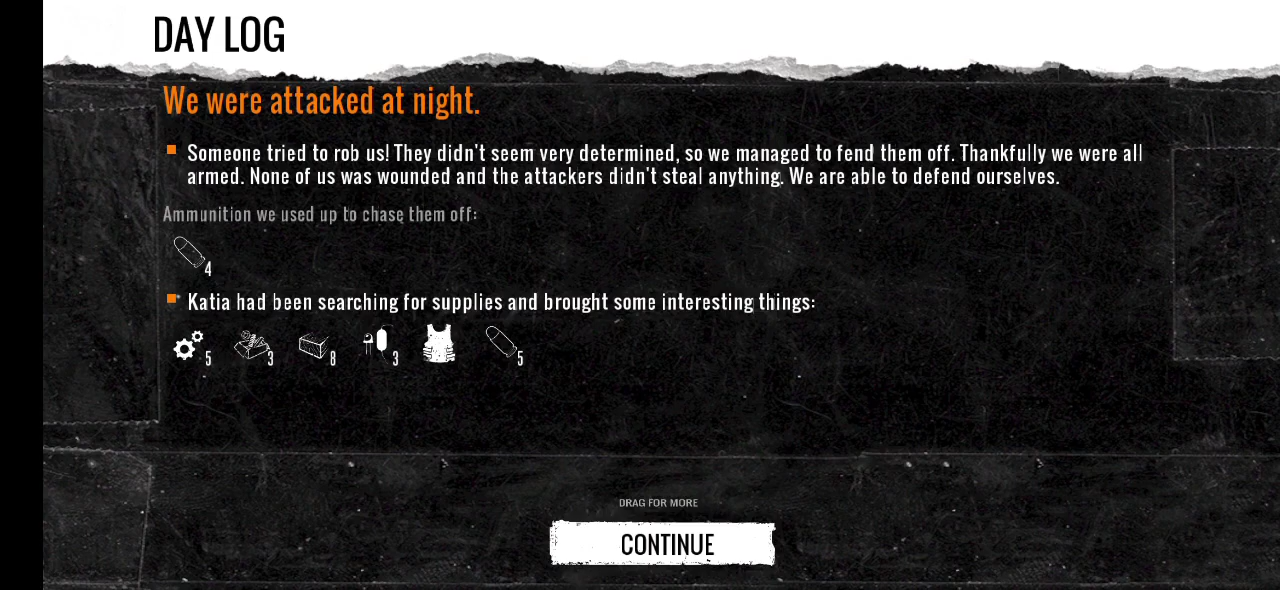 DAY LOG
We were attacked at night.
Someone tried to rob us! They didn't seem very determined, so we managed to fend them off. Thankfully we were all
armed. None of us was wounded and the attackers didn't steal anything. We are able to defend ourselves.
Ammunition we used up to chase them off:
4
Katia had been searching for supplies and brought some interesting things:
5 3 8 3 5
DRAG FOR MORE
CONTINUE